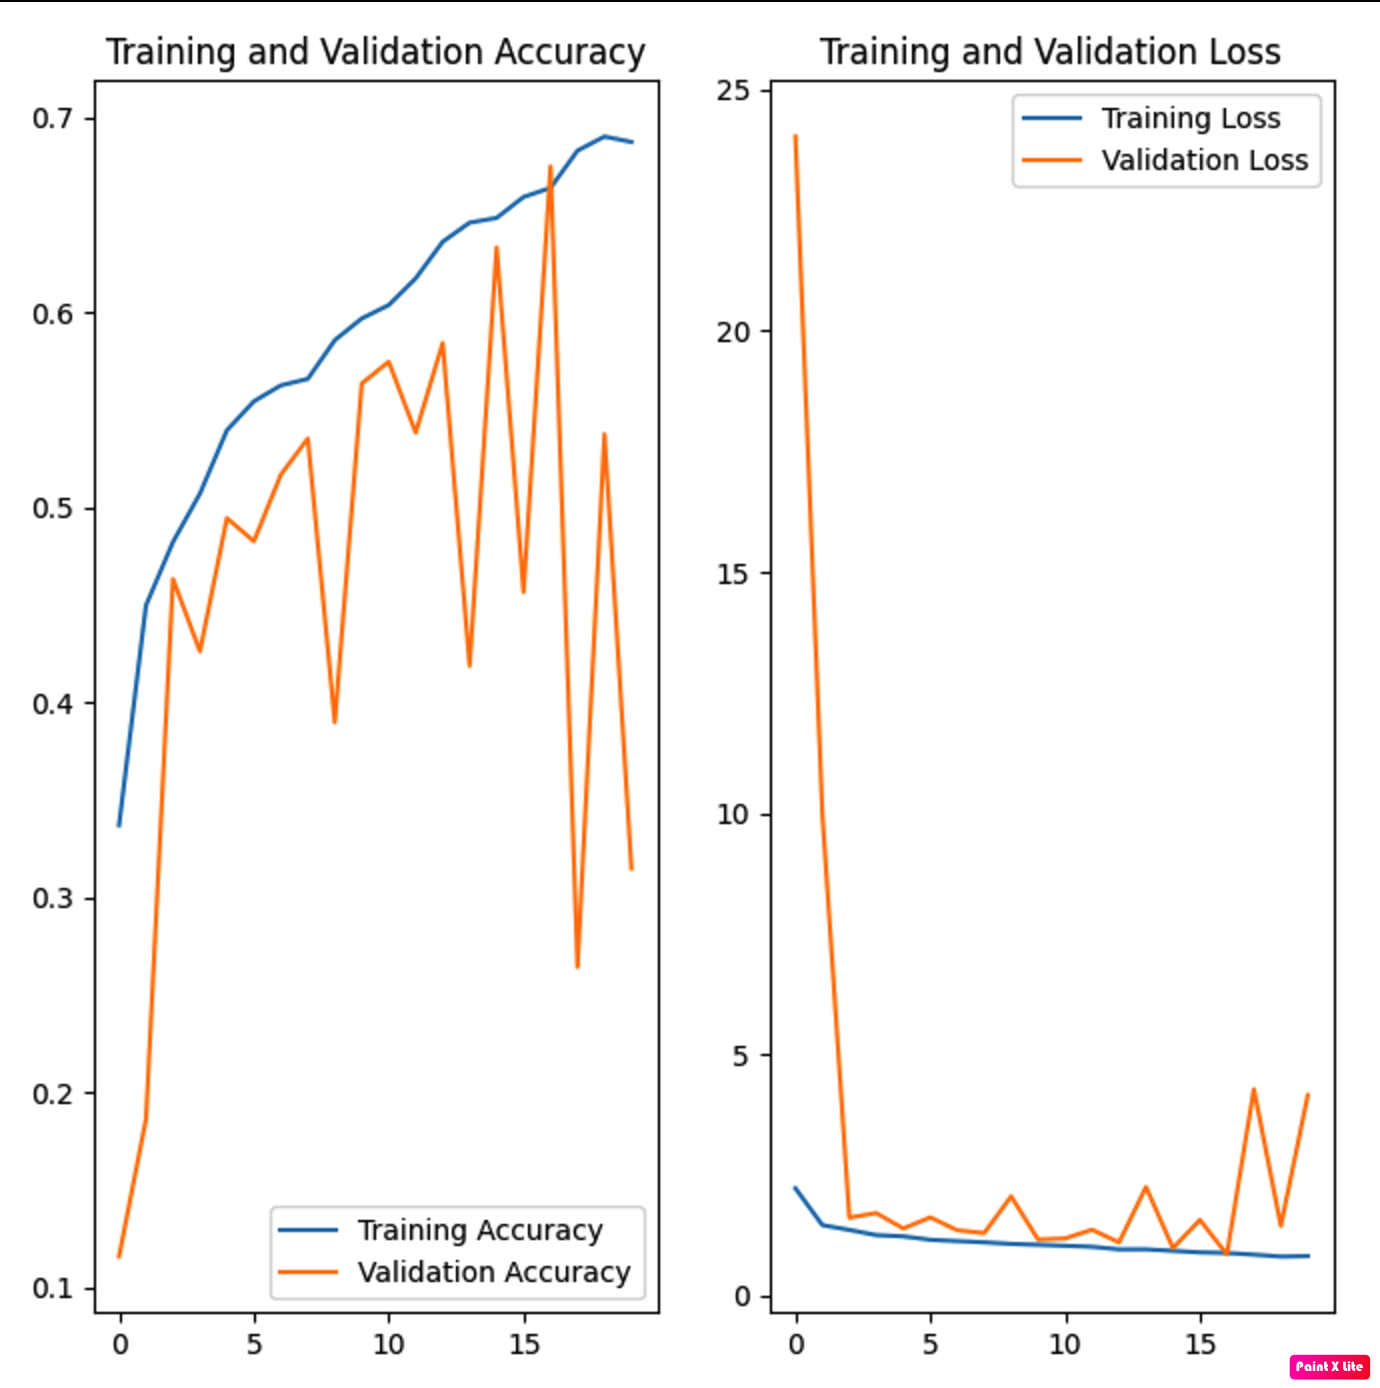 Training and Validation Accuracy
0.7
0.6
0.5
0.4
0.3
0.2
0.1
0 5 10 15
Training Accuracy
Validation Accuracy
Training and Validation Loss
25
20
15
10
5
0
0 5 10 15
Training Loss
Validation Loss
Paint X Lite